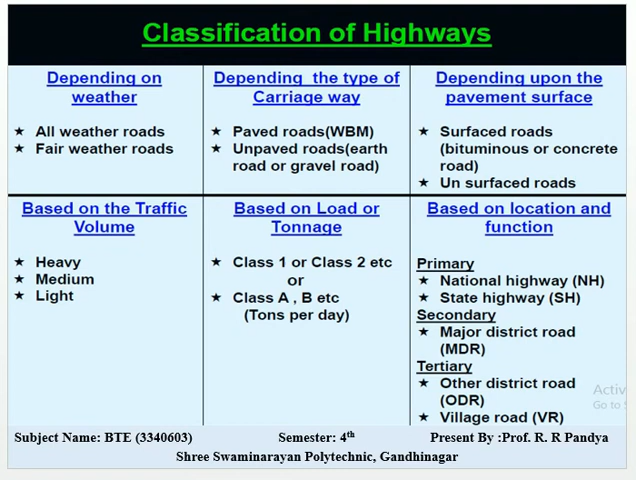 Classification of Highways
Depending on
weather
★ All weather roads
★ Fair weather roads
Depending the type of
Carriage way
★ Paved roads(WBM)
★ Unpaved roads(earth
road or gravel road)
Depending upon the
pavement surface
★ Surfaced roads
(bituminous or concrete
road)
★ Un surfaced roads
Based on the Traffic
Volume
★ Heavy
★ Medium
★ Light
Based on Load or
Tonnage
★ Class 1 or Class 2 etc
or
★ Class A , B etc
(Tons per day)
Based on location and
function
Primary
★ National highway (NH)
★ State highway (SH)
Secondary
★ Major district road
(MDR)
Tertiary
★ Other district road
(ODR)
★ Village road (VR)
Activ
Go to S
Subject Name: BTE (3340603) Semester: 4th Present By :Prof. R. R Pandya
Shree Swaminarayan Polytechnic, Gandhinagar